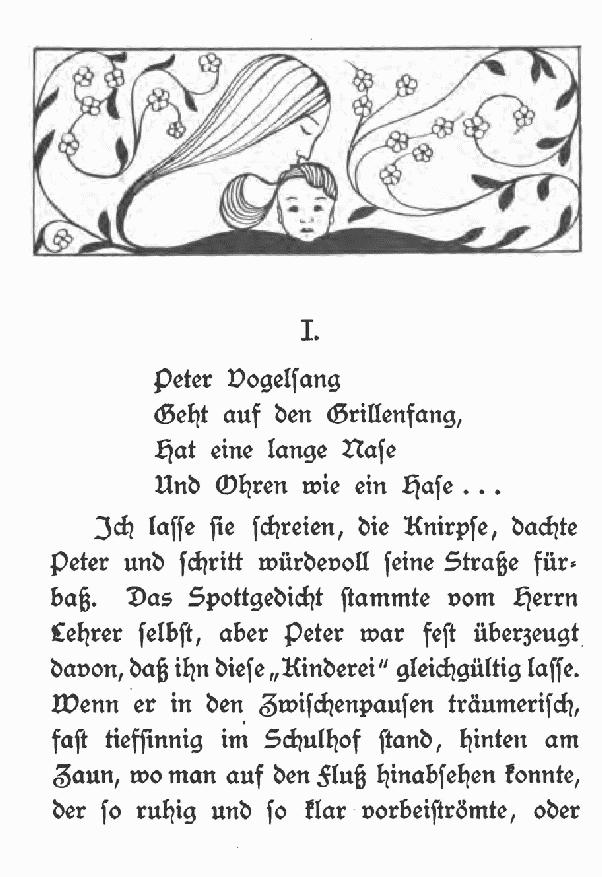 I.
Peter Vogelsang
Geht auf den Grillenfang,
Hat eine lange Nase
Und Ohren wie ein Hase . . .
Ich lasse sie schreien, die Knirpse, dachte
Peter und schritt würdevoll seine Straße für-
baß. Das Spottgedicht stammte vom Herrn
Lehrer selbst, aber Peter war fest überzeugt
davon, daß ihn diese „Kinderei“ gleichgültig lasse.
Wenn er in den Zwischenpausen träumerisch,
fast tiefsinnig im Schulhof stand, hinten am
Zaun, wo man auf den Fluß hinabsehen konnte,
der so ruhig und so klar vorbeiströmte, oder